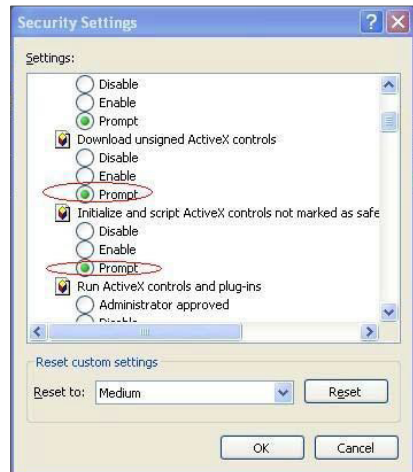 Security Settings
Settings:
Disable
Enable
Prompt
Download unsigned ActiveX controls
Disable
Enable
Prompt
Initialize and script ActiveX controls not marked as safe
Disable
Enable
Prompt
Run ActiveX controls and plug-ins
Administrator approved
Disable
Reset custom settings
Reset to: Medium Reset
OK Cancel